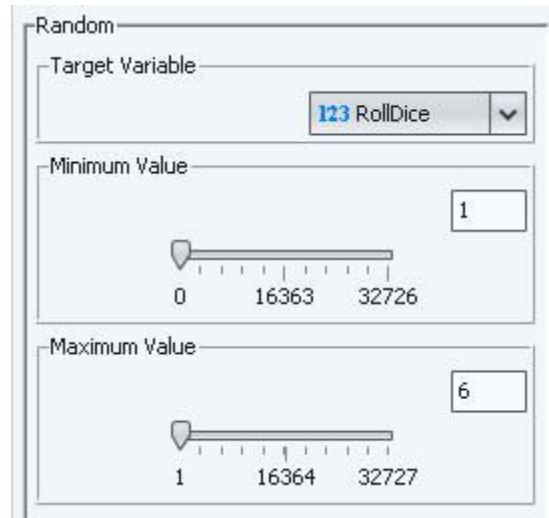 Random
Target Variable
123 RollDice
Minimum Value
1
0 16363 32726
Maximum Value
6
1 16364 32727